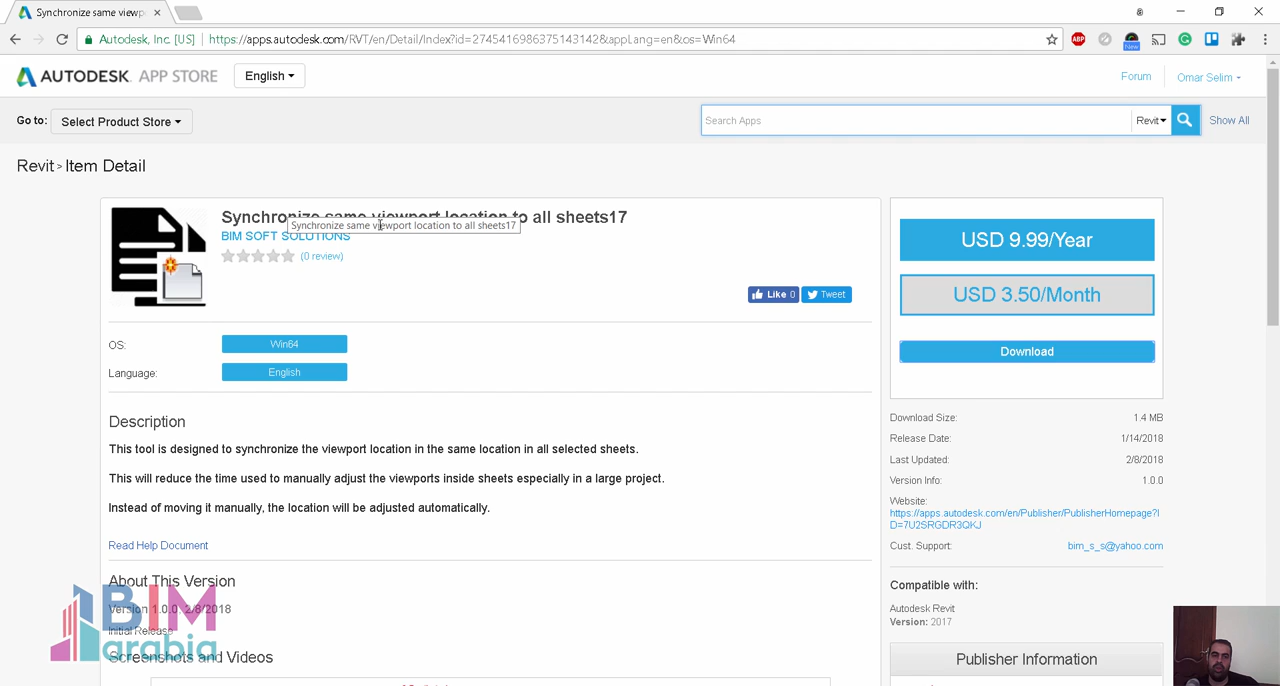 Synchronize same viewp
Autodesk, Inc. [US] https://apps.autodesk.com/RVT/en/Detail/Index?id=2745416986375143142&appLang=en&os=Win64
ABP
New
AUTODESK. APP STORE
English
Forum
Omar Selim
Go to:
Select Product Store
Search Apps
Revit
Show All
Revit > Item Detail
Synchronize same viewport location to all sheets17
Synchronize same viewport location to all sheets17
BIM SOFT SOLUTIONS
(0 review)
Like 0
Tweet
USD 9.99/Year
USD 3.50/Month
Download
OS:
Win64
Language:
English
Description
This tool is designed to synchronize the viewport location in the same location in all selected sheets.
This will reduce the time used to manually adjust the viewports inside sheets especially in a large project.
Instead of moving it manually, the location will be adjusted automatically.
Read Help Document
About This Version
Version 1.0.0, 2/8/2018
Initial Release
Screenshots and Videos
BIM
arabia
Download Size:
1.4 MB
Release Date:
1/14/2018
Last Updated:
2/8/2018
Version Info:
1.0.0
Website:
https://apps.autodesk.com/en/Publisher/PublisherHomepage?I
D=7U2SRGDR3QKJ
Cust. Support:
bim_s_s@yahoo.com
Compatible with:
Autodesk Revit
Version: 2017
Publisher Information